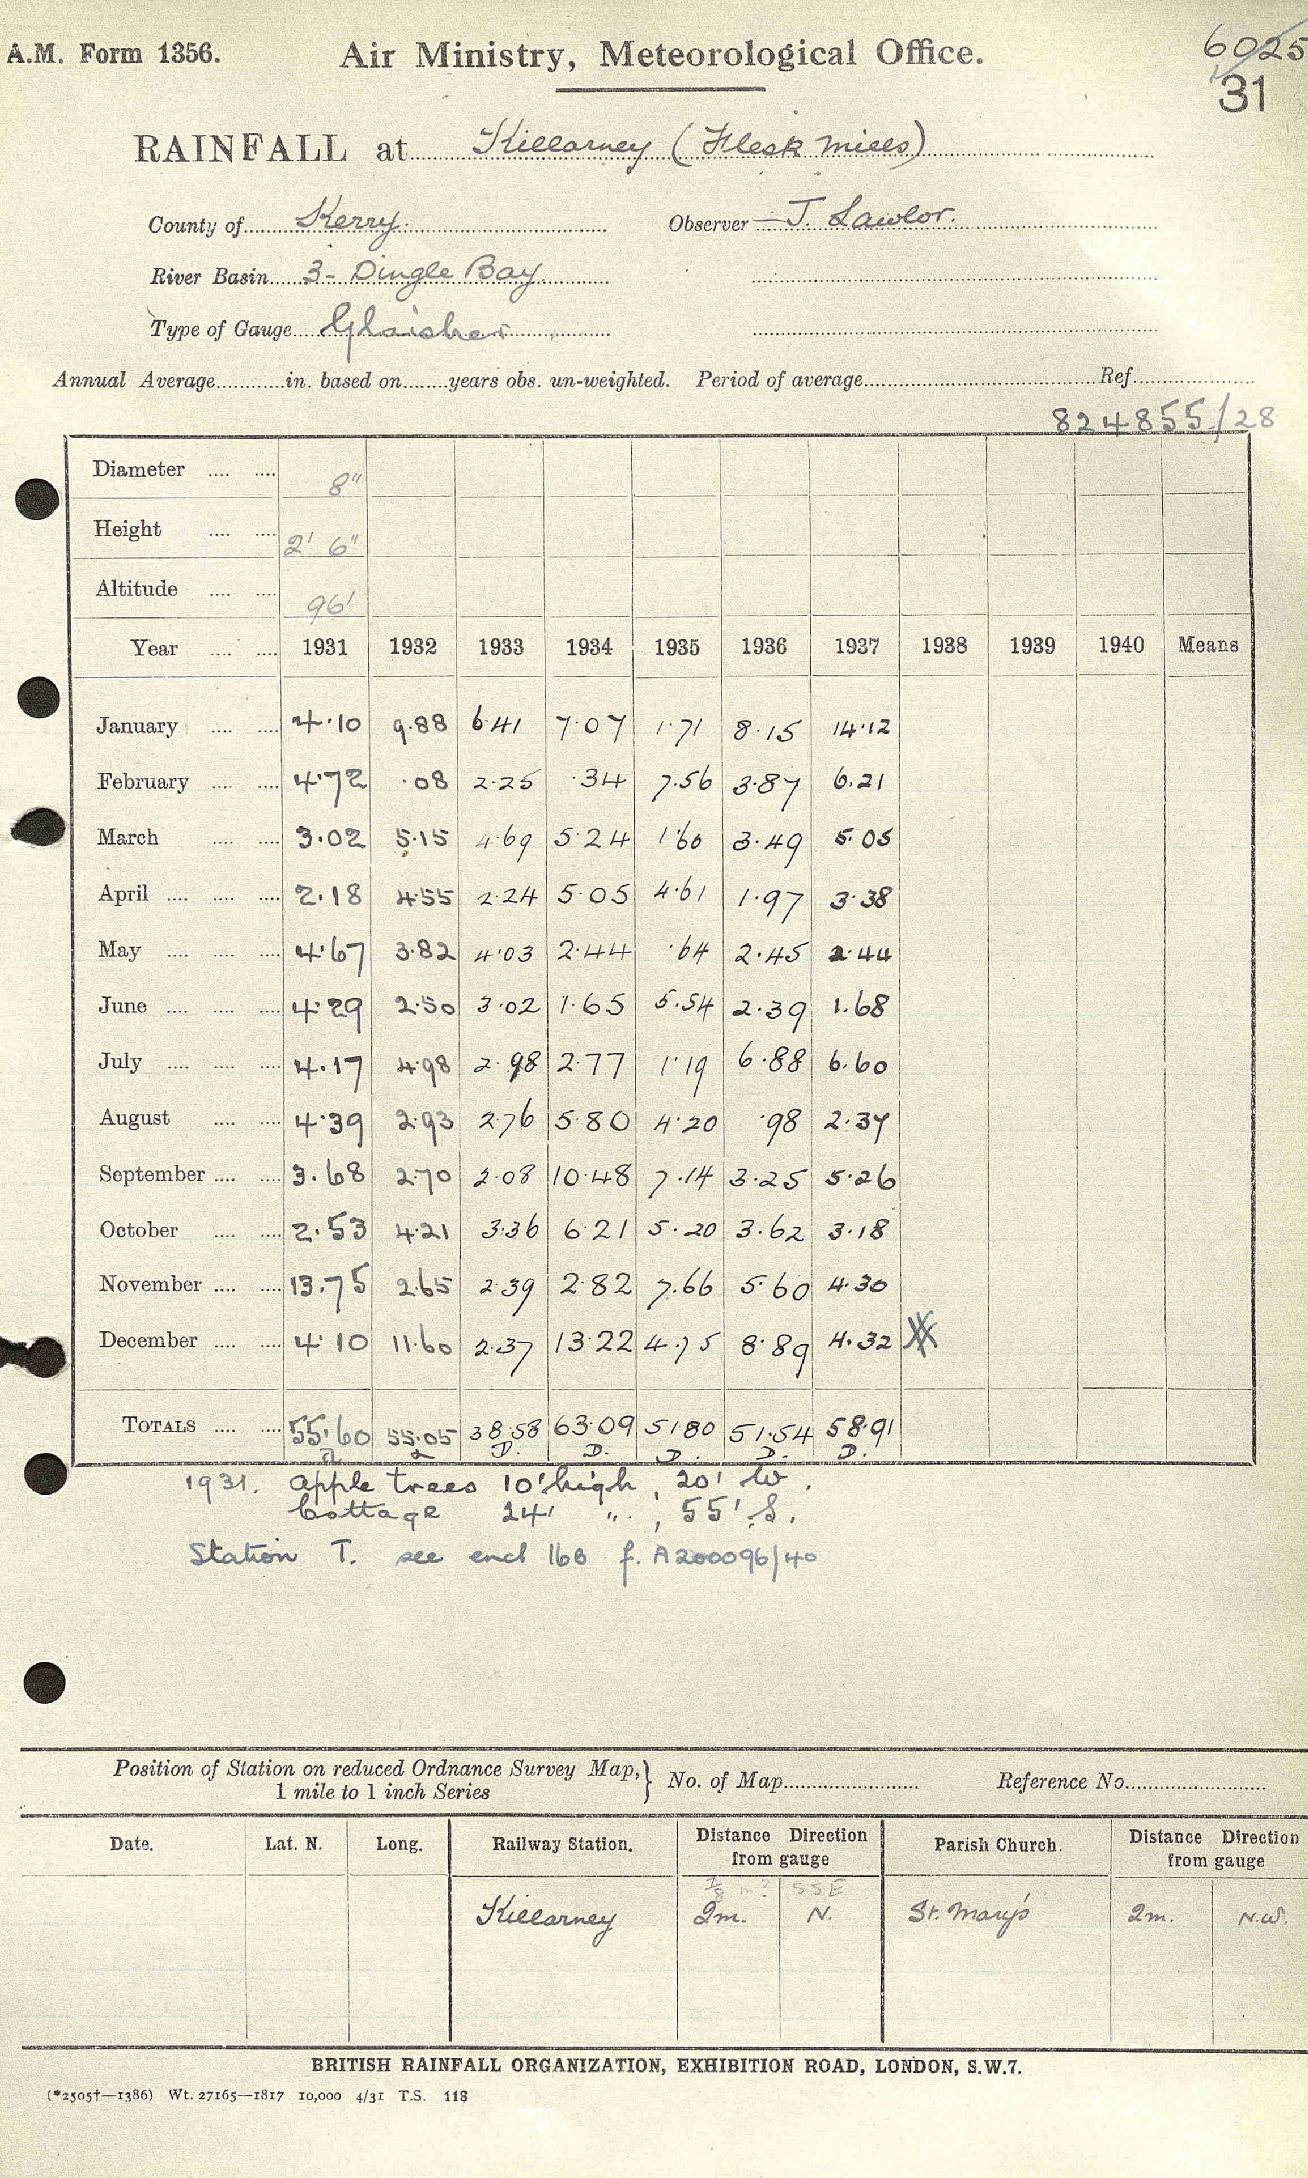 A.M. Form 1356. Air Ministry, Meteorological Office. 6025
31
RAINFALL at Killarney (Flesk Mills)
County of Kerry. Observer J. Lawlor.
River Basin 3 - Dingle Bay
Type of Gauge Glaisher
Annual Average............in. based on........years obs. un-weighted. Period of average.............................Ref...............
824855/28
Diameter .... .... 8"
Height .... .... 2' 6"
Altitude .... .... 96'
Year .... .... 1931 1932 1933 1934 1935 1936 1937 1938 1939 1940 Means
January .... .... 4.10 9.88 6.41 7.07 1.71 8.15 14.12
February .... .... 4.72 .08 2.25 .34 7.56 3.87 6.21
March .... .... 3.02 5.15 4.69 5.24 1.60 3.49 5.05
April .... .... .... 2.18 4.55 2.24 5.05 4.61 1.97 3.38
May .... .... .... 4.67 3.82 4.03 2.44 .64 2.45 2.44
June .... .... .... 4.29 2.50 3.02 1.65 5.54 2.39 1.68
July .... .... .... 4.17 4.98 2.98 2.77 1.19 6.88 6.60
August .... .... 4.39 2.93 2.76 5.80 4.20 .98 2.37
September .... .... 3.68 2.70 2.08 10.48 7.14 3.25 5.26
October .... .... 2.53 4.21 3.36 6.21 5.20 3.62 3.18
November .... .... 13.75 2.65 2.39 2.82 7.66 5.60 4.30
December .... .... 4.10 11.60 2.37 13.22 4.75 8.89 4.32
TOTALS .... .... 55.60 55.05 38.58 63.09 51.80 51.54 58.91
D. D. D. D. D.
1931. Apple trees 10' high, 20' W.
Cottage 24' ", 55' S.
Station T. see encl 16B f. A200096/40
Position of Station on reduced Ordnance Survey Map, } No. of Map........................ Reference No.........................
1 mile to 1 inch Series
Date. Lat. N. Long. Railway Station. Distance Direction from gauge Parish Church. Distance Direction from gauge
7/8 m? SSE
Killarney 2m. N. St. Mary's 2m. N.W.
BRITISH RAINFALL ORGANIZATION, EXHIBITION ROAD, LONDON, S.W.7.
(*2505†—1386) Wt. 27165—1817 10,000 4/31 T.S. 118